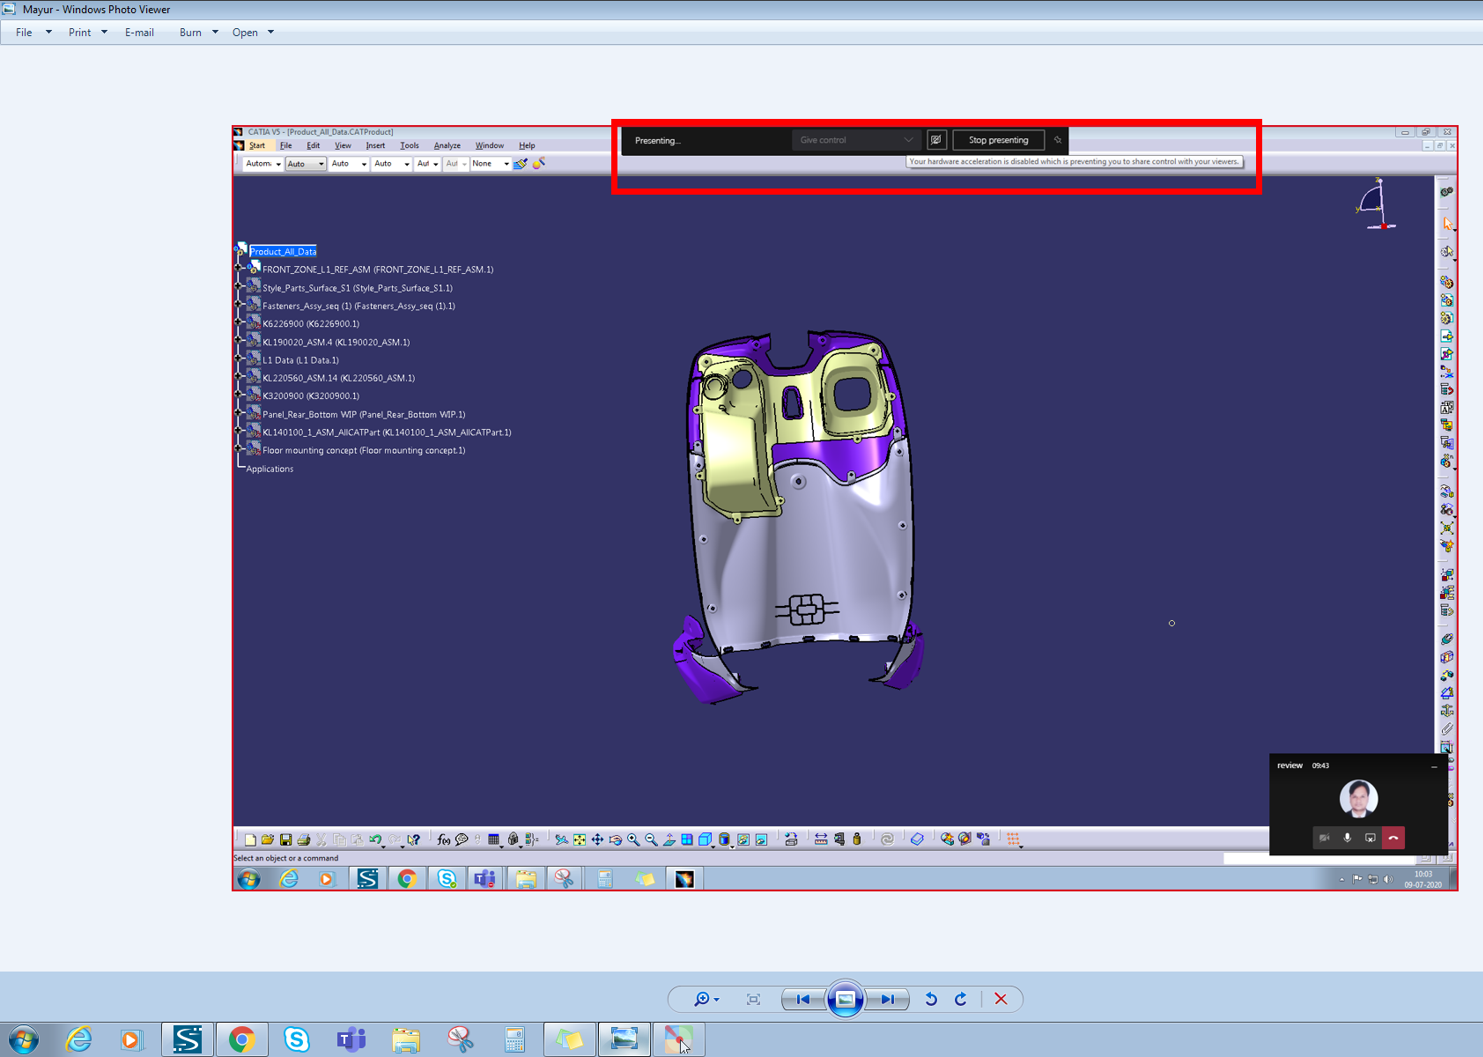 Mayur - Windows Photo Viewer
File Print E-mail Burn Open
CATIA V5 - [Product_All_Data.CATProduct]
Start File Edit View Insert Tools Analyze Window Help
Presenting... Give control Stop presenting
Autom Auto Auto Auto Aut Aut None
Your hardware acceleration is disabled which is preventing you to share control with your viewers.
z
y x
Product_All_Data
FRONT_ZONE_L1_REF_ASM (FRONT_ZONE_L1_REF_ASM.1)
Style_Parts_Surface_S1 (Style_Parts_Surface_S1.1)
Fasteners_Assy_seq (1) (Fasteners_Assy_seq (1).1)
K6226900 (K6226900.1)
KL190020_ASM.4 (KL190020_ASM.1)
L1 Data (L1 Data.1)
KL220560_ASM.14 (KL220560_ASM.1)
K3200900 (K3200900.1)
Panel_Rear_Bottom WIP (Panel_Rear_Bottom WIP.1)
KL140100_1_ASM_AllCATPart (KL140100_1_ASM_AllCATPart.1)
Floor mounting concept (Floor mounting concept.1)
Applications
review 09:43
Select an object or a command
10:03
09-07-2020